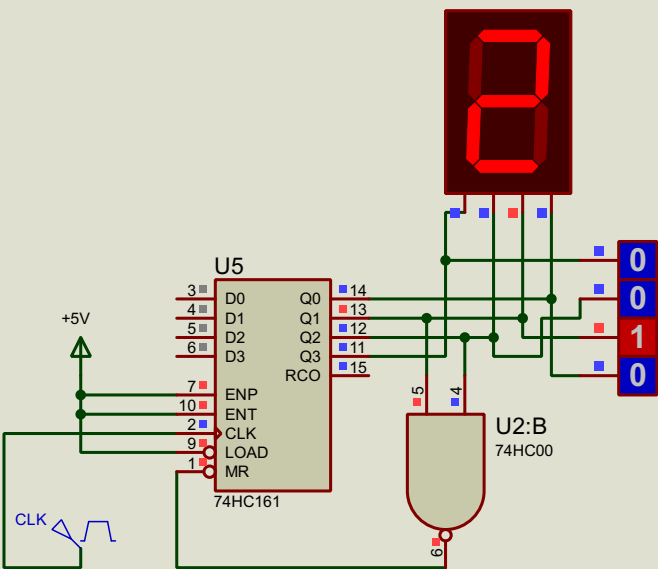 0
0
1
0
U5
3 D0 Q0 14
4 D1 Q1 13
5 D2 Q2 12
6 D3 Q3 11
RCO 15
+5V
7 ENP
10 ENT
2 CLK
9 LOAD
1 MR
74HC161
5 4
U2:B
74HC00
6
CLK